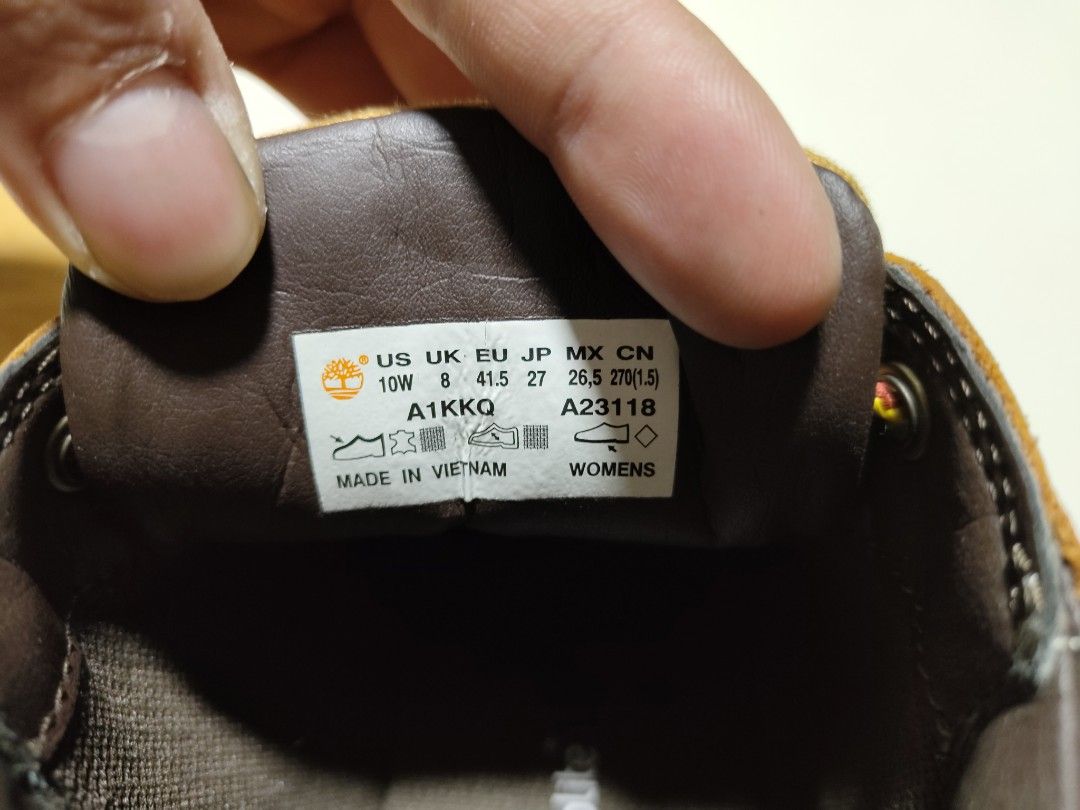 ® US UK EU JP MX CN
10W 8 41.5 27 26,5 270(1.5)
A1KKQ A23118
MADE IN VIETNAM WOMENS